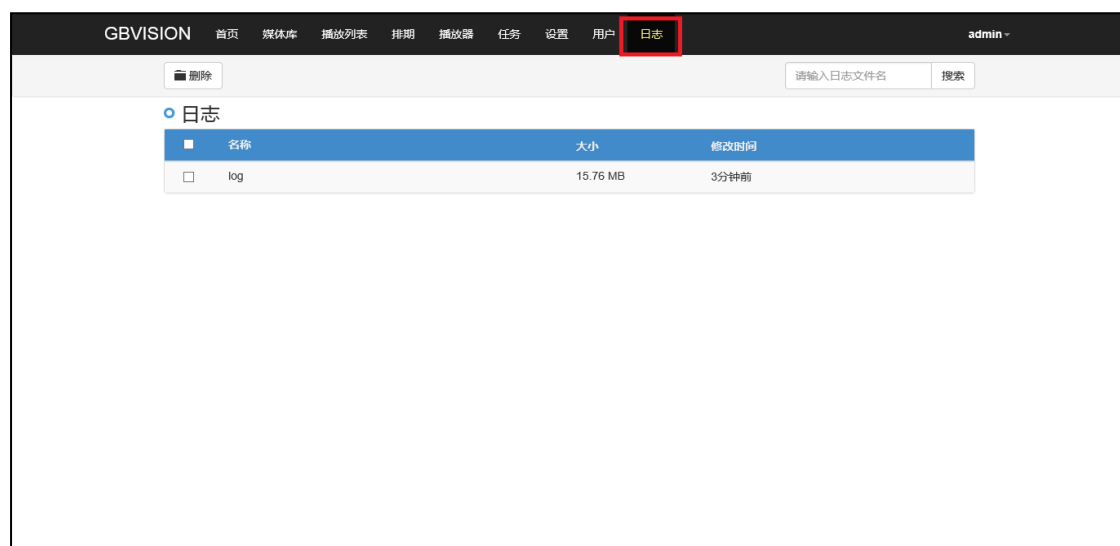 GBVISION 首页 媒体库 播放列表 排期 播放器 任务 设置 用户 日志 admin
删除 请输入日志文件名 搜索
日志
名称 大小 修改时间
log 15.76 MB 3分钟前